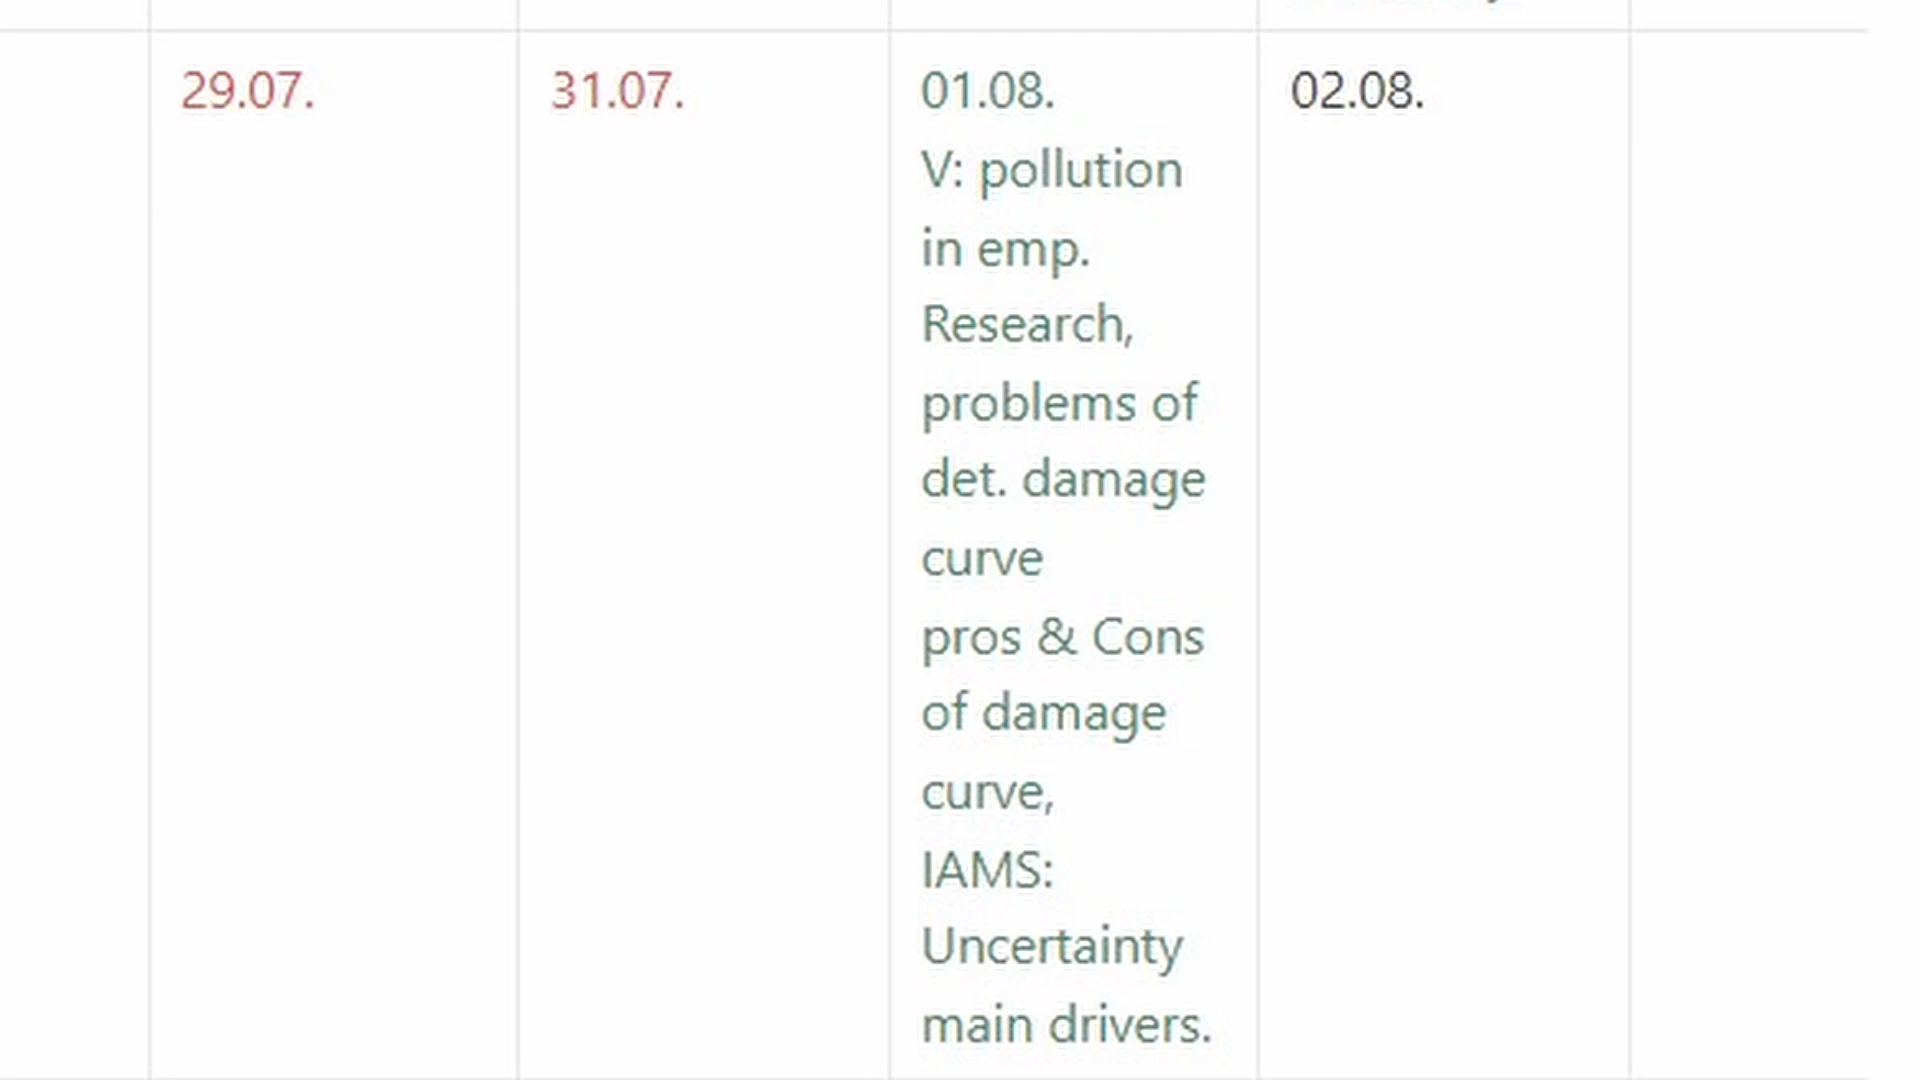 29.07.
31.07.
01.08.
V: pollution
in emp.
Research,
problems of
det. damage
curve
pros & Cons
of damage
curve,
IAMS:
Uncertainty
main drivers.
02.08.